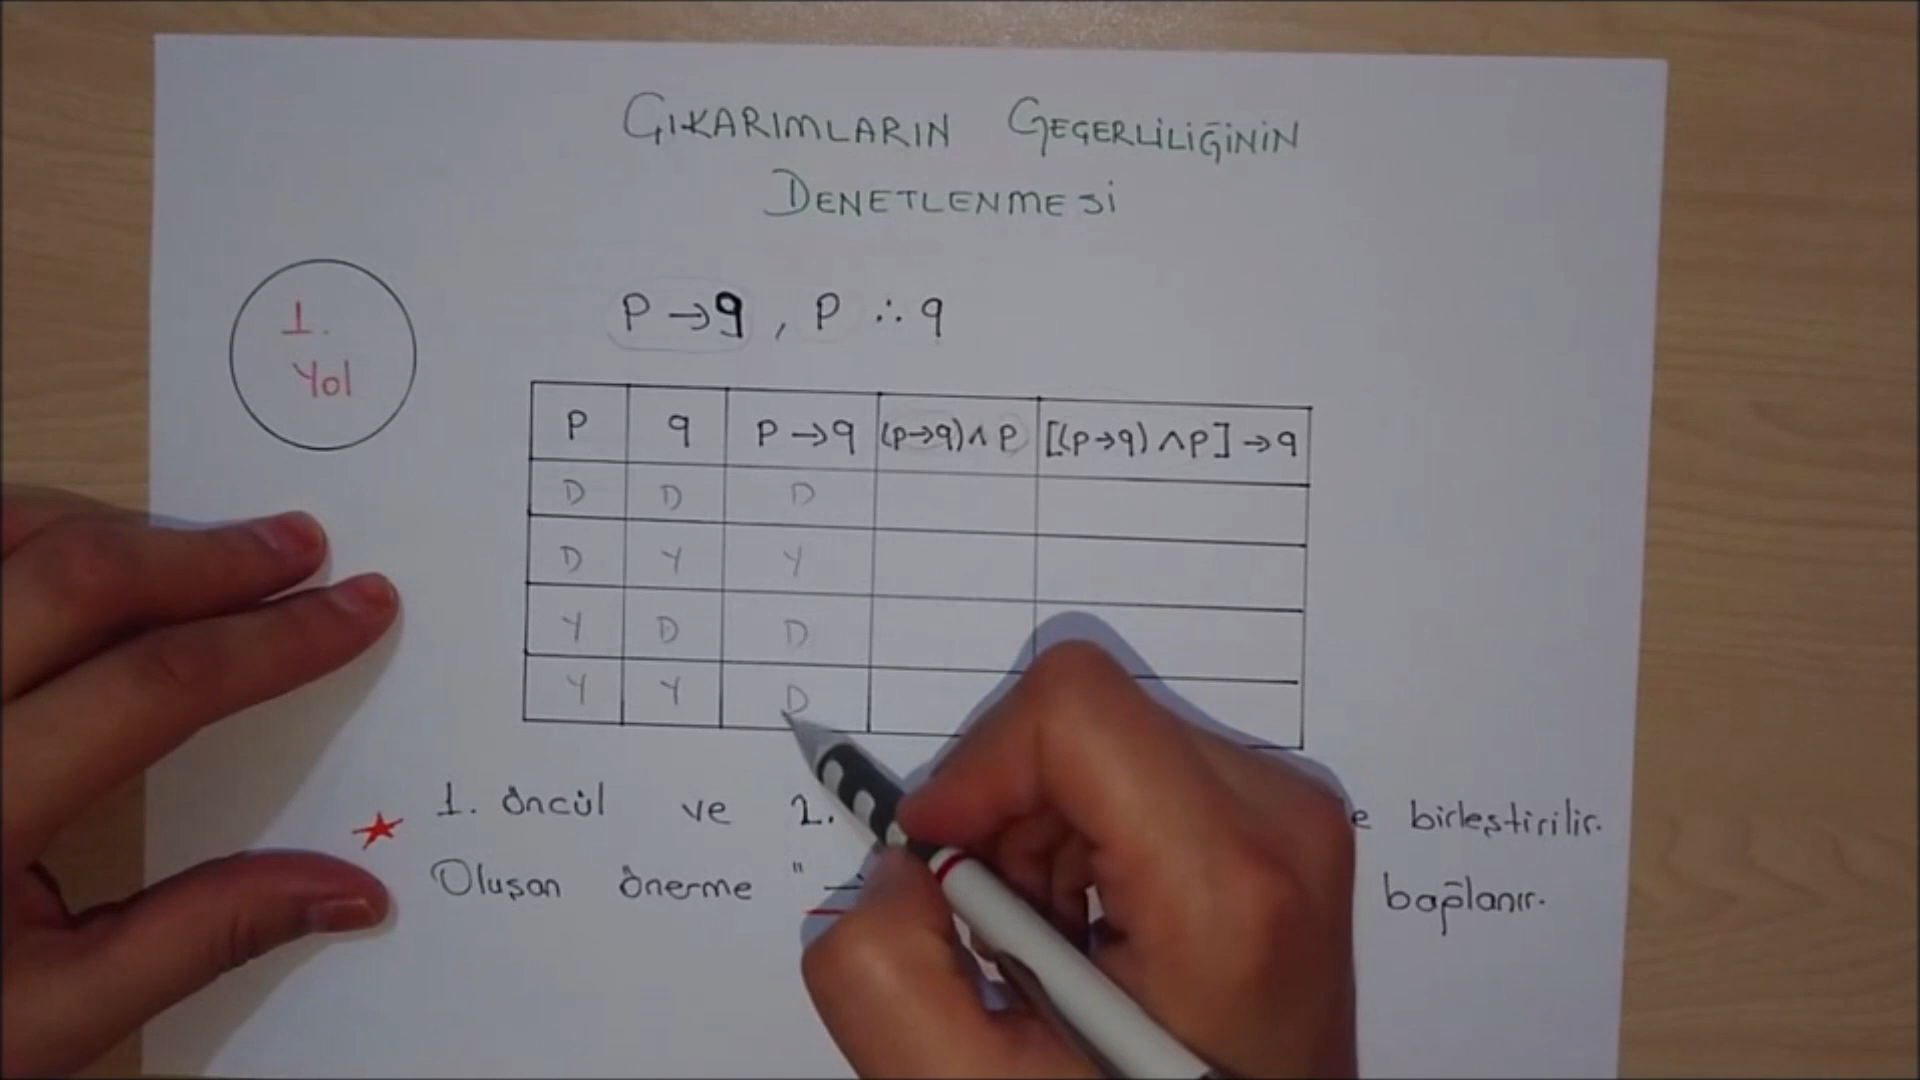 ÇIKARIMLARIN GEÇERLİLİĞİNİN
DENETLENMESİ
1.
Yol
P → q , P ∴ q
P q P → q (p→q) ∧ P [(p→q) ∧ P] → q
D D D
D Y Y
Y D D
Y Y D
1. öncül ve 2. birleştirilir.
Oluşan önerme " → bağlanır.